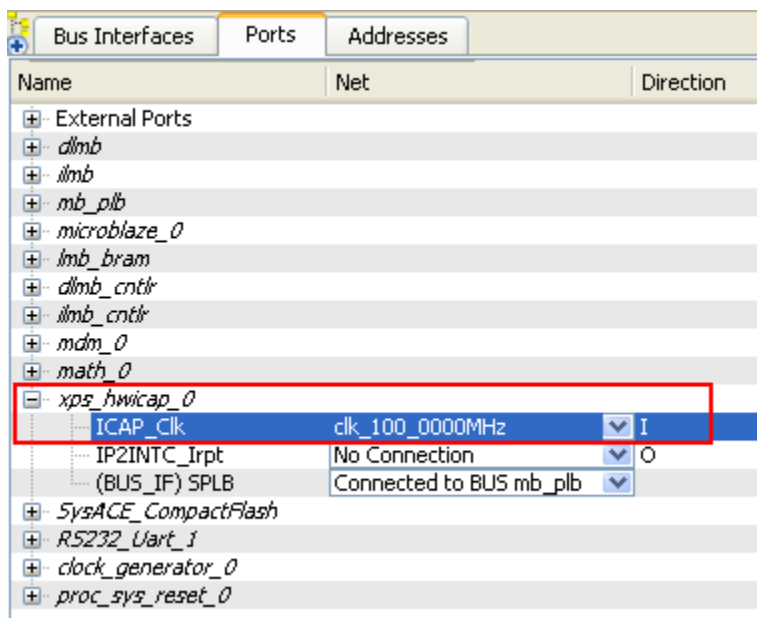 Bus Interfaces Ports Addresses
Name Net Direction
External Ports
dlmb
ilmb
mb_plb
microblaze_0
lmb_bram
dlmb_cntlr
ilmb_cntlr
mdm_0
math_0
xps_hwicap_0
ICAP_Clk clk_100_0000MHz I
IP2INTC_Irpt No Connection O
(BUS_IF) SPLB Connected to BUS mb_plb
SysACE_CompactFlash
RS232_Uart_1
clock_generator_0
proc_sys_reset_0